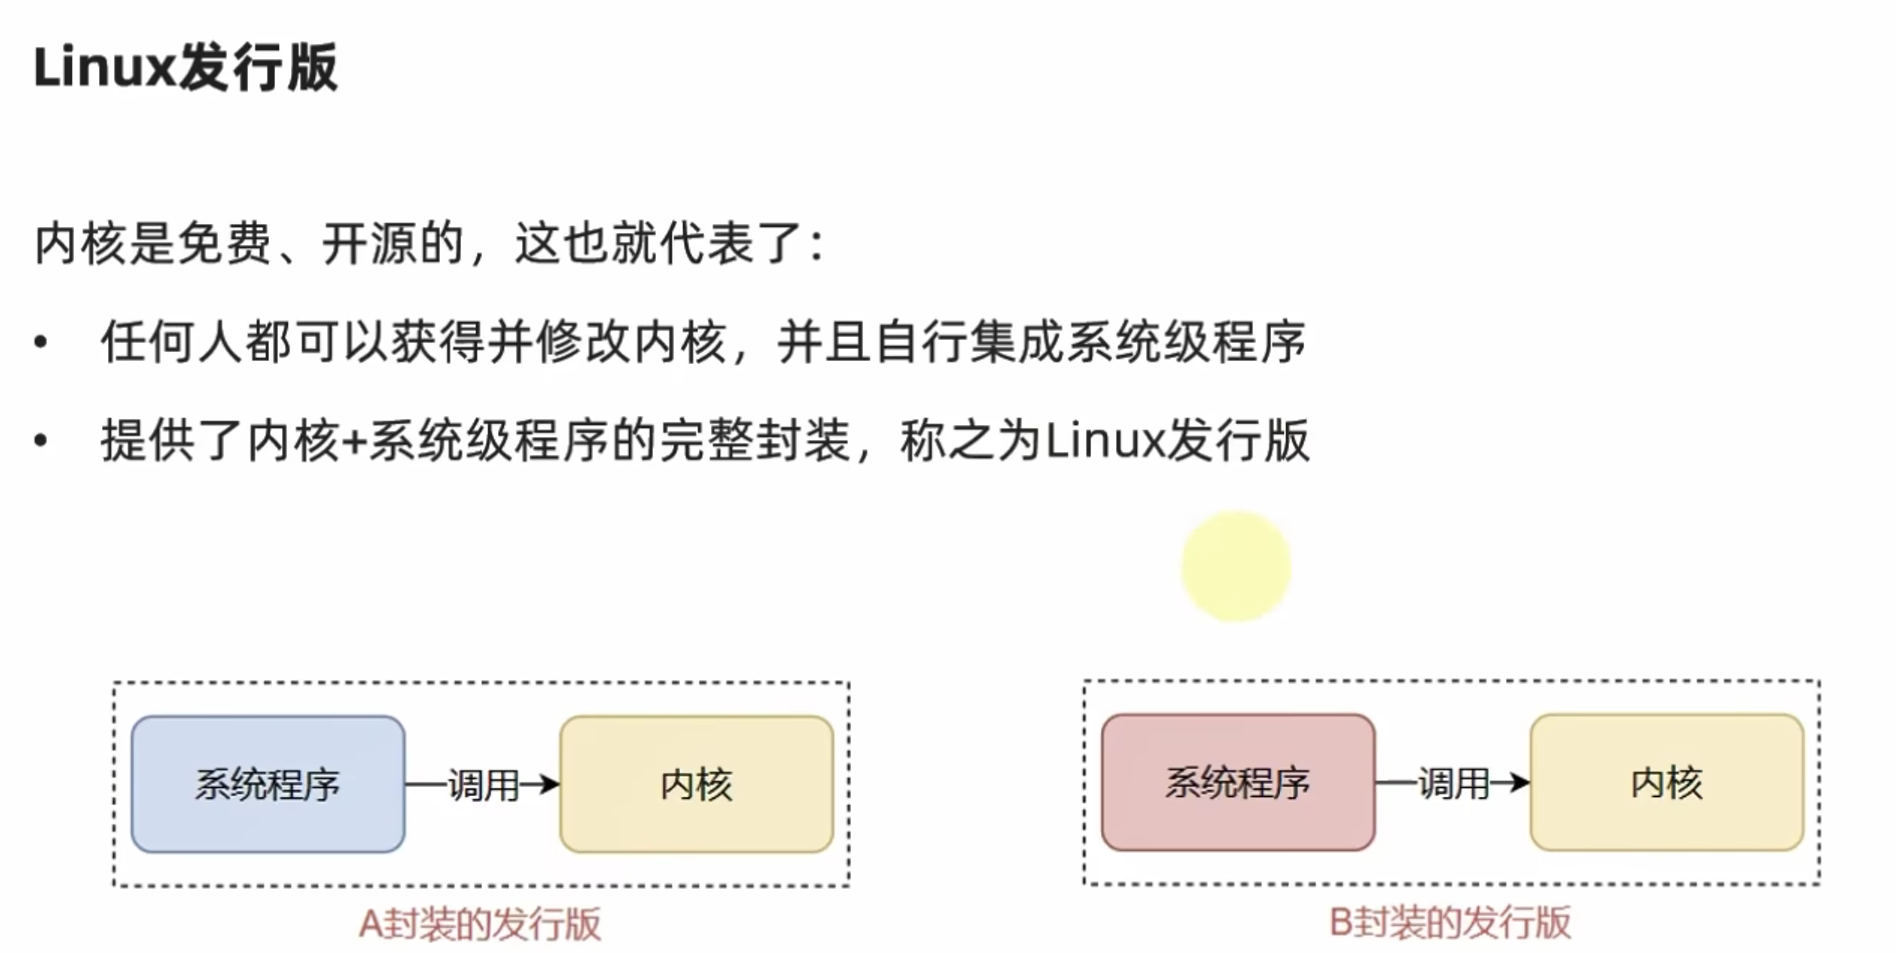 Linux发行版
内核是免费、开源的，这也就代表了：
• 任何人都可以获得并修改内核，并且自行集成系统级程序
• 提供了内核+系统级程序的完整封装，称之为Linux发行版
系统程序 调用 内核
A封装的发行版
系统程序 调用 内核
B封装的发行版